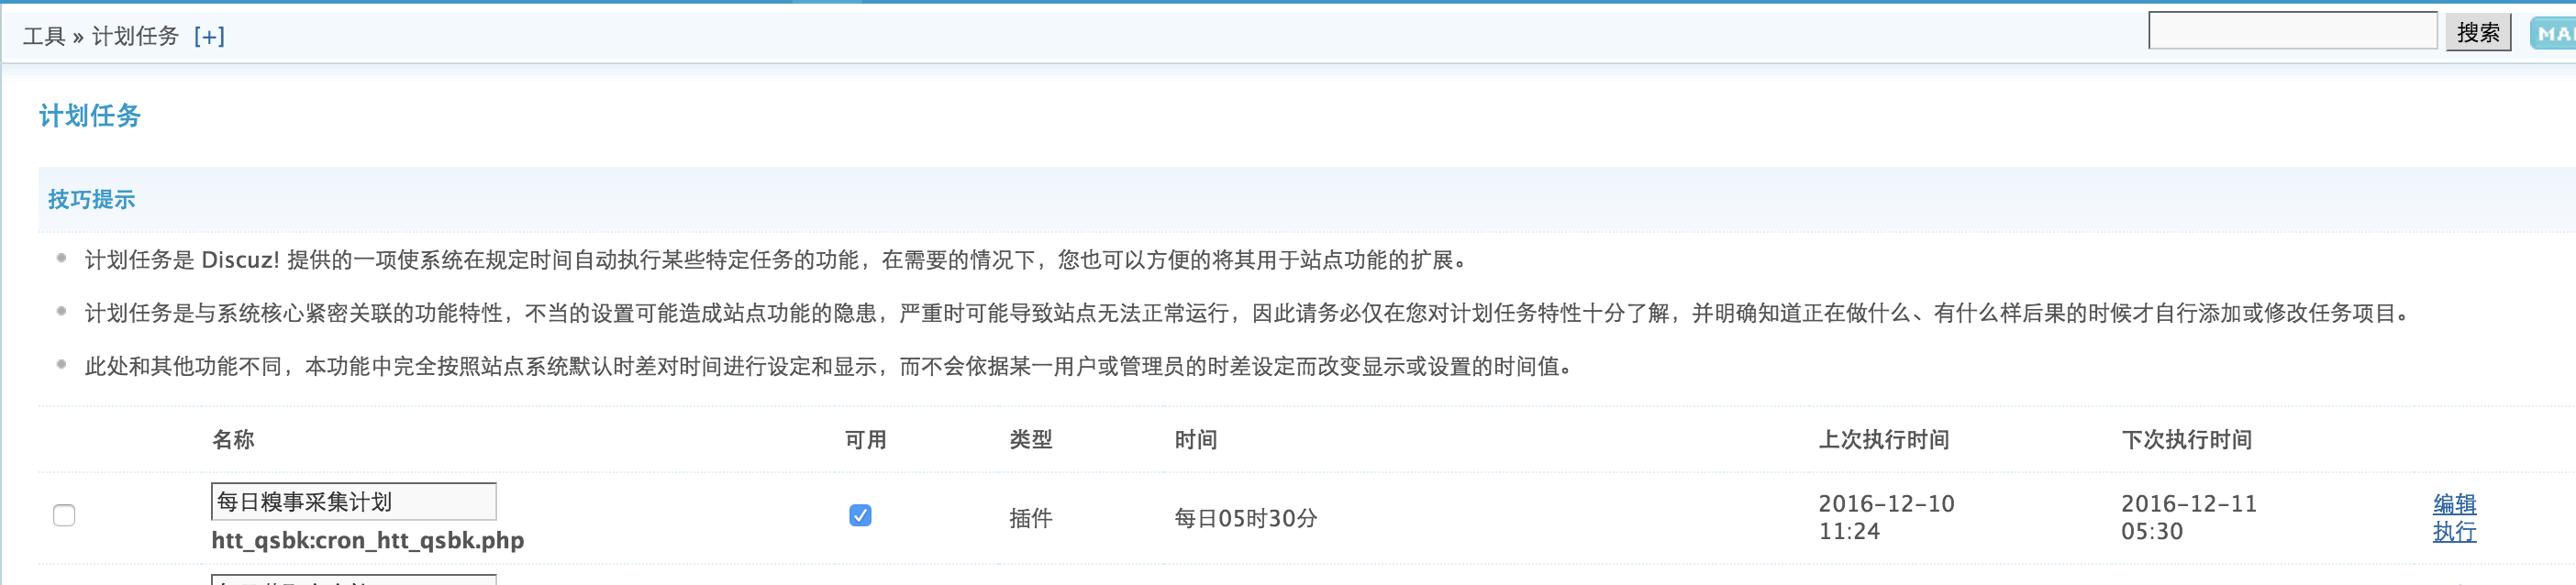 工具 » 计划任务 [+]
搜索
计划任务
技巧提示
计划任务是 Discuz! 提供的一项使系统在规定时间自动执行某些特定任务的功能，在需要的情况下，您也可以方便的将其用于站点功能的扩展。
计划任务是与系统核心紧密关联的功能特性，不当的设置可能造成站点功能的隐患，严重时可能导致站点无法正常运行，因此请务必仅在您对计划任务特性十分了解，并明确知道正在做什么、有什么样后果的时候才自行添加或修改任务项目。
此处和其他功能不同，本功能中完全按照站点系统默认时差对时间进行设定和显示，而不会依据某一用户或管理员的时差设定而改变显示或设置的时间值。
名称 可用 类型 时间 上次执行时间 下次执行时间
每日糗事采集计划
htt_qsbk:cron_htt_qsbk.php
插件
每日05时30分
2016-12-10
11:24
2016-12-11
05:30
编辑
执行